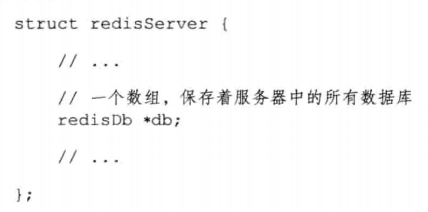 struct redisServer {
// ...
// 一个数组，保存着服务器中的所有数据库
redisDb *db;
// ...
};